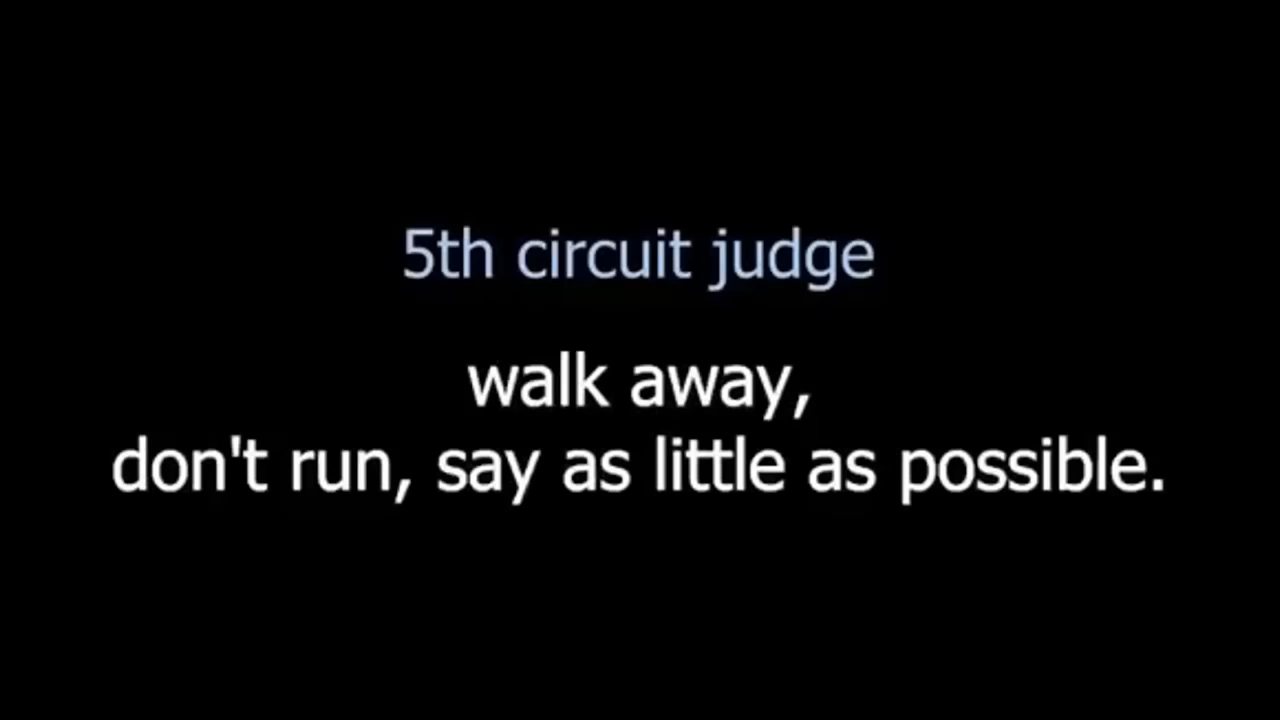 5th circuit judge
walk away,
don't run, say as little as possible.